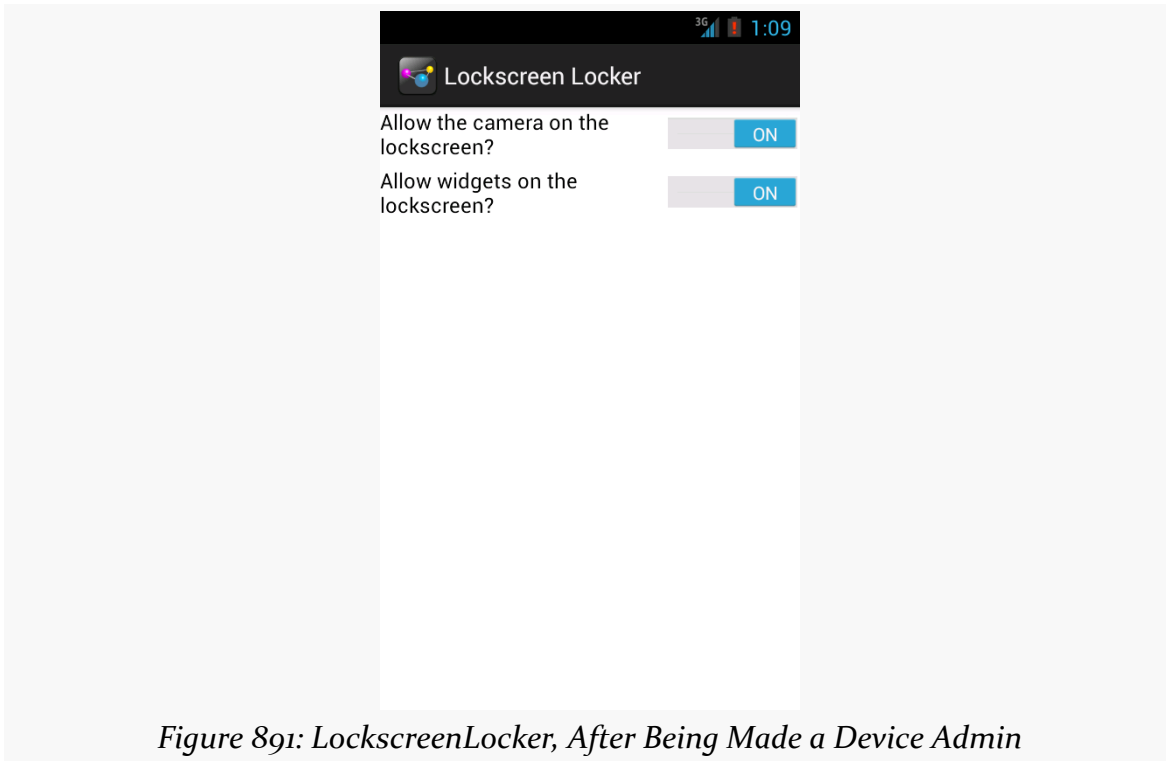 3G 1:09
Lockscreen Locker
Allow the camera on the
lockscreen?
ON
Allow widgets on the
lockscreen?
ON
Figure 891: LockscreenLocker, After Being Made a Device Admin